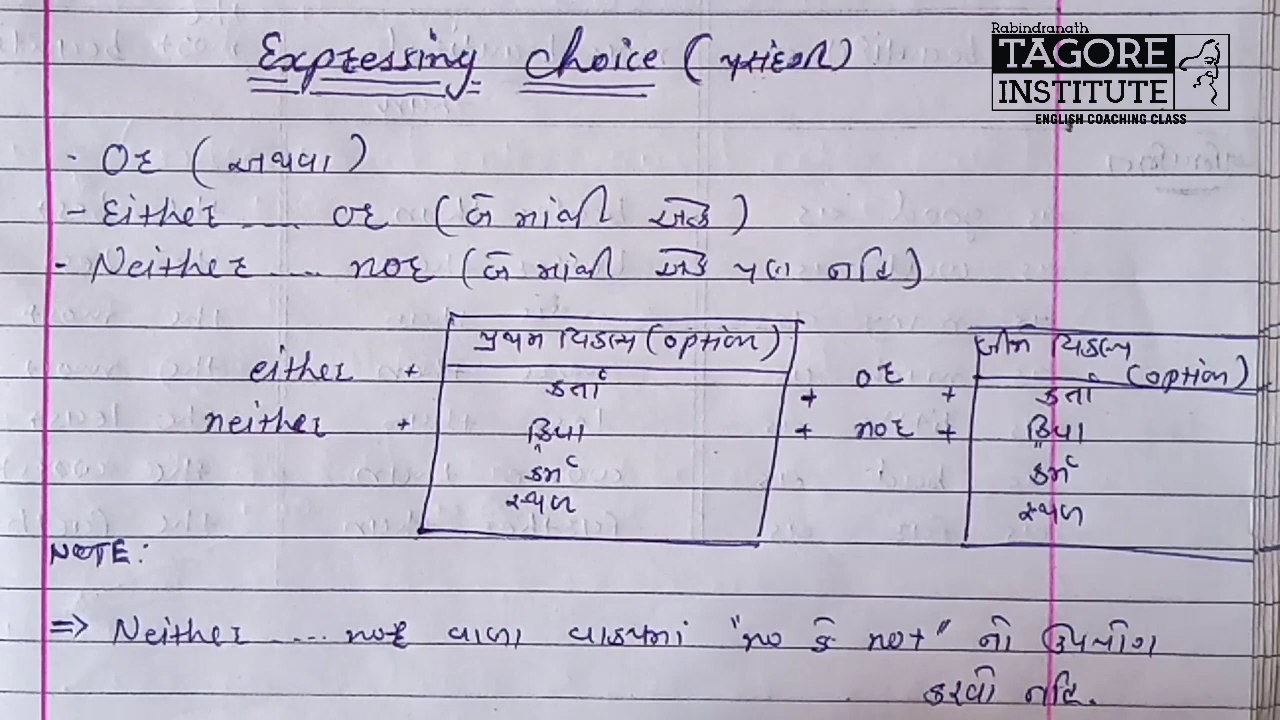 Expressing Choice (પસંદગી)
Rabindranath
TAGORE
INSTITUTE
ENGLISH COACHING CLASS
- Or (અથવા)
- Either .... or (બે માંથી એક)
- Neither .... nor (બે માંથી એક પણ નહિ)
either + પ્રથમ વિકલ્પ (option) + or + બીજો વિકલ્પ (option)
કર્તા કર્તા
neither + ક્રિયા + nor + ક્રિયા
કર્મ કર્મ
સ્થળ સ્થળ
NOTE:
=> Neither .... nor વાળા વાક્યમાં "no કે not" નો ઉપયોગ
કરવો નહિ.